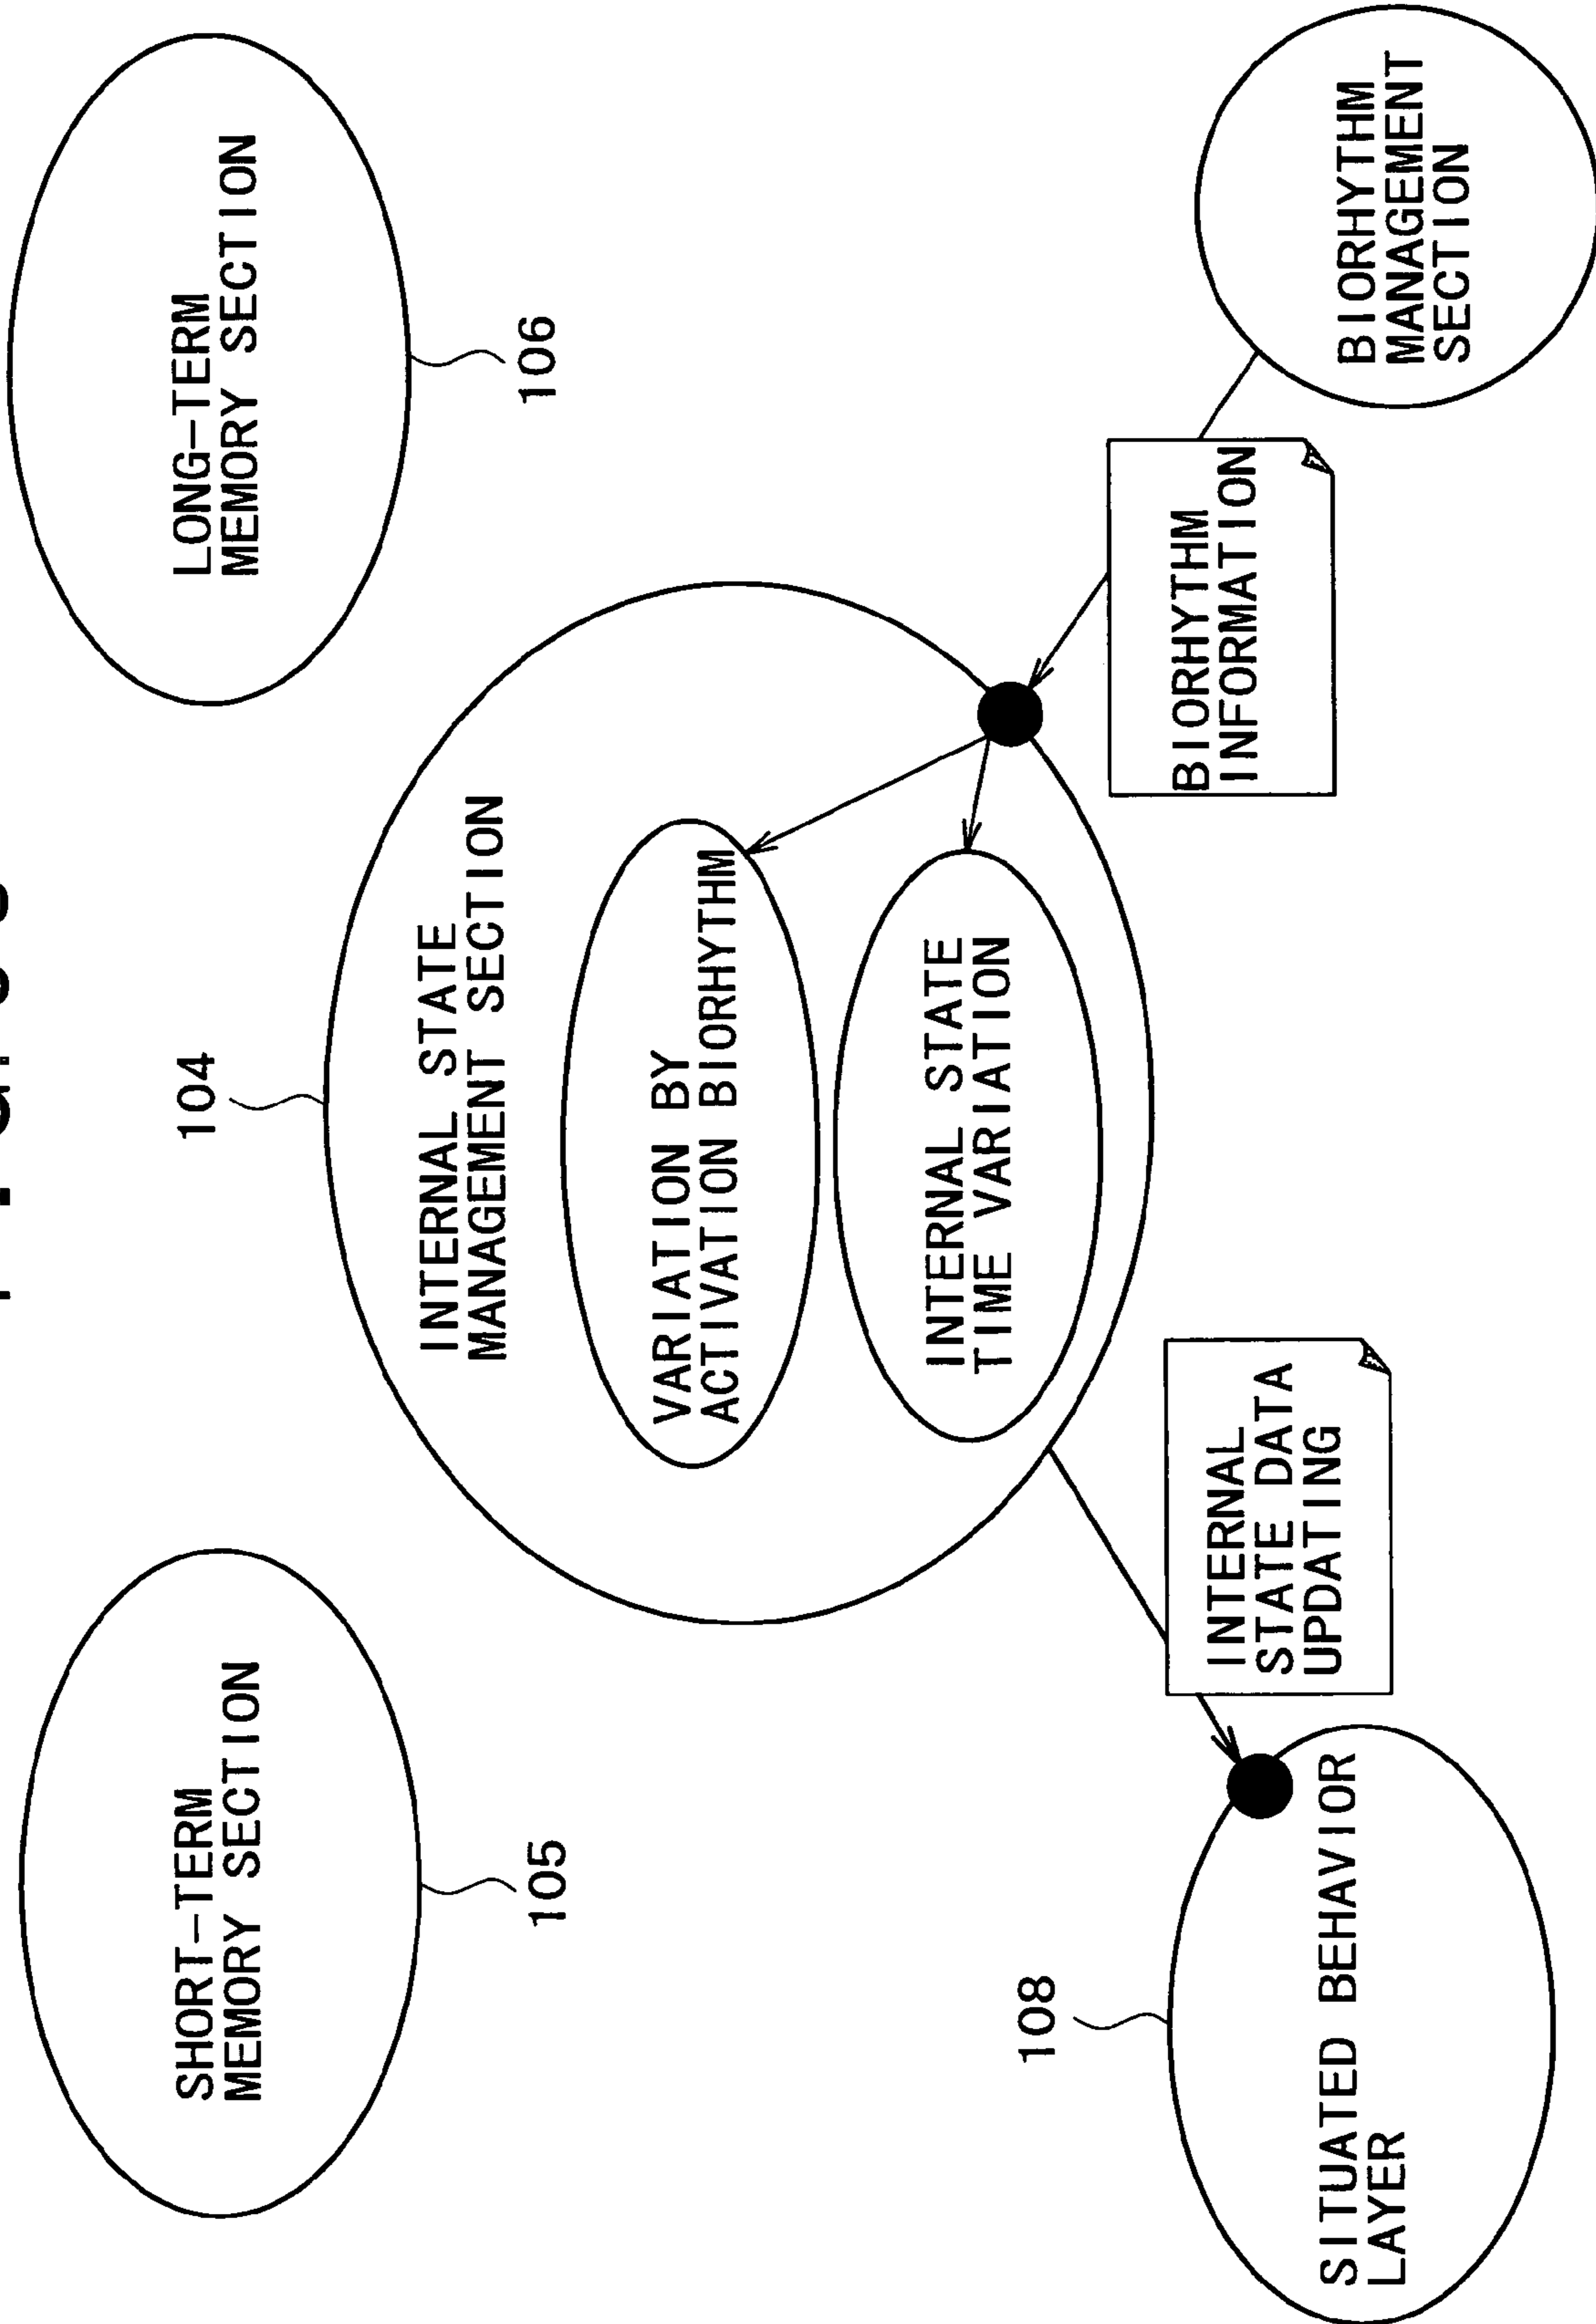 SHORT-TERM
MEMORY SECTION
105
104
INTERNAL STATE
MANAGEMENT SECTION
VARIATION BY
ACTIVATION BIORHYTHM
INTERNAL STATE
TIME VARIATION
LONG-TERM
MEMORY SECTION
106
108
SITUATED BEHAVIOR
LAYER
INTERNAL
STATE DATA
UPDATING
BIORHYTHM
INFORMATION
BIORHYTHM
MANAGEMENT
SECTION